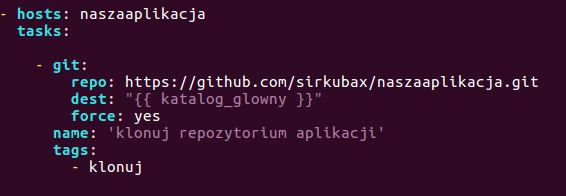 - hosts: naszaaplikacja
  tasks:

    - git:
        repo: https://github.com/sirkubax/naszaaplikacja.git
        dest: "{{ katalog_glowny }}"
        force: yes
      name: 'klonuj repozytorium aplikacji'
      tags:
        - klonuj